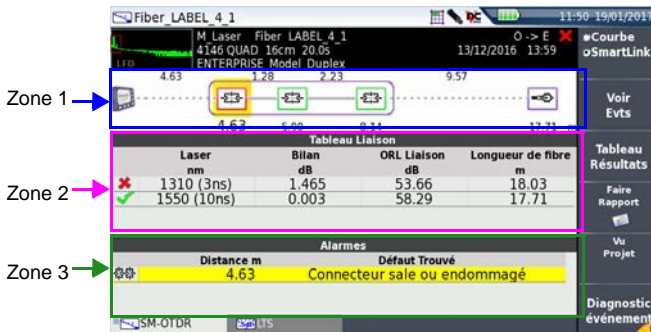 Fiber_LABEL_4_1
11:50 19/01/2017
M_Laser Fiber LABEL_4_1
O -> E
4146 QUAD 16cm 20.0s
13/12/2016 13:59
LFD
ENTERPRISE Model Duplex
Courbe
SmartLink
4.63 1.28 2.23 9.57
Zone 1
4.63 5.90 8.14 17.71
Voir
Evts
Tableau Liaison
Laser Bilan ORL Liaison Longueur de fibre
nm dB dB m
1310 (3ns) 1.465 53.66 18.03
1550 (10ns) 0.003 58.29 17.71
Zone 2
Tableau
Résultats
Faire
Rapport
Alarmes
Distance m Défaut Trouvé
4.63 Connecteur sale ou endommagé
Zone 3
Vu
Projet
Diagnostic
événement
SM-OTDR
LTS